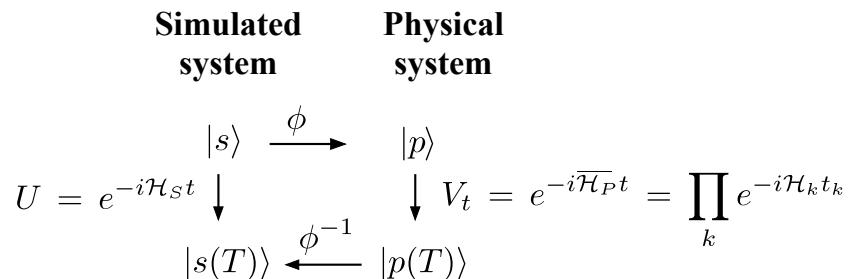 Simulated Physical
system system
|s⟩ ϕ |p⟩
U = e^{-iℋ_S t} V_t = e^{-i\overline{ℋ_P} t} = ∏_k e^{-iℋ_k t_k}
|s(T)⟩ ϕ^{-1} |p(T)⟩